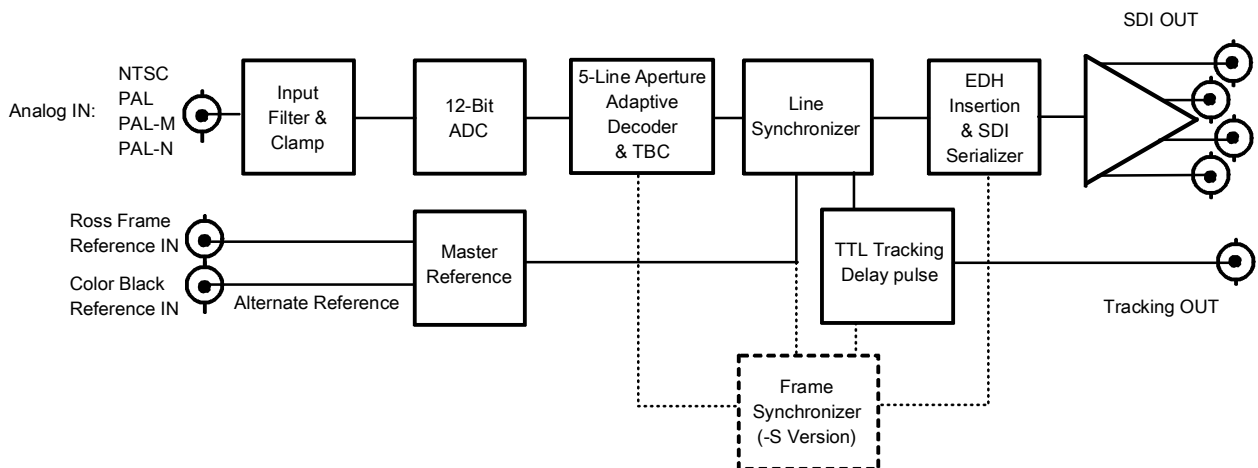 SDI OUT
Analog IN:
NTSC
PAL
PAL-M
PAL-N
Input
Filter &
Clamp
12-Bit
ADC
5-Line Aperture
Adaptive
Decoder
& TBC
Line
Synchronizer
EDH
Insertion
& SDI
Serializer
Ross Frame
Reference IN
Color Black
Reference IN
Alternate Reference
Master
Reference
TTL Tracking
Delay pulse
Tracking OUT
Frame
Synchronizer
(-S Version)